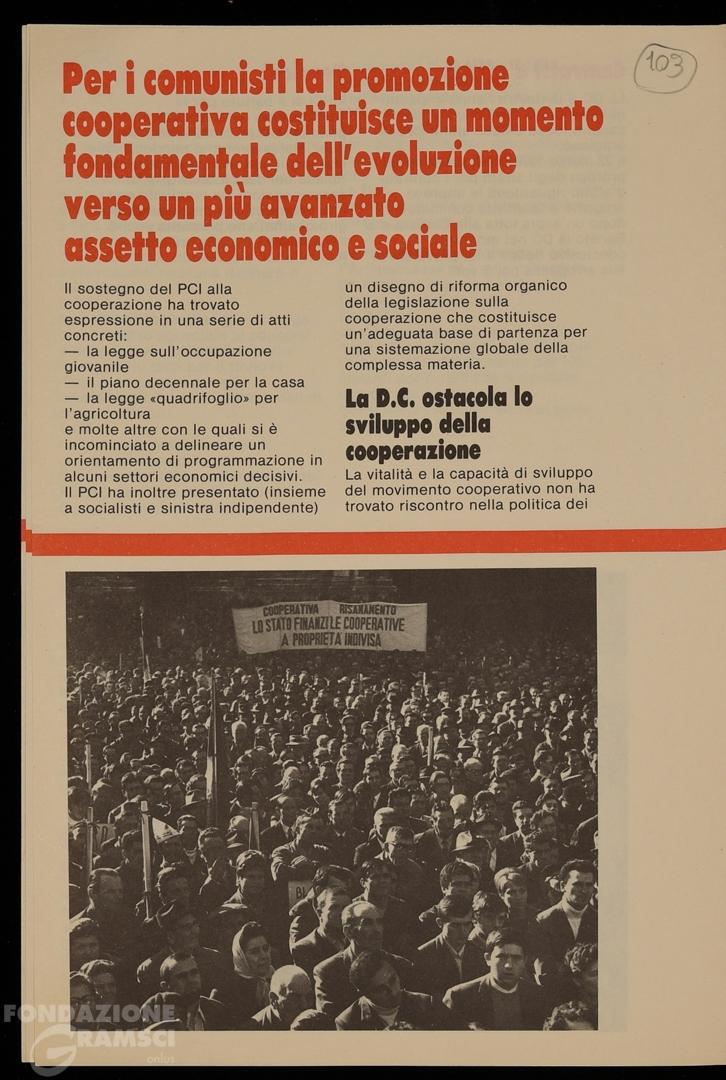 103
Per i comunisti la promozione
cooperativa costituisce un momento
fondamentale dell'evoluzione
verso un più avanzato
assetto economico e sociale
Il sostegno del PCI alla
cooperazione ha trovato
espressione in una serie di atti
concreti:
— la legge sull'occupazione
giovanile
— il piano decennale per la casa
— la legge «quadrifoglio» per
l'agricoltura
e molte altre con le quali si è
incominciato a delineare un
orientamento di programmazione in
alcuni settori economici decisivi.
Il PCI ha inoltre presentato (insieme
a socialisti e sinistra indipendente)
un disegno di riforma organico
della legislazione sulla
cooperazione che costituisce
un'adeguata base di partenza per
una sistemazione globale della
complessa materia.
La D.C. ostacola lo
sviluppo della
cooperazione
La vitalità e la capacità di sviluppo
del movimento cooperativo non ha
trovato riscontro nella politica dei
COOPERATIVA RISANAMENTO
LO STATO FINANZI LE COOPERATIVE
A PROPRIETA INDIVISA
FONDAZIONE
GRAMSCI
onlus